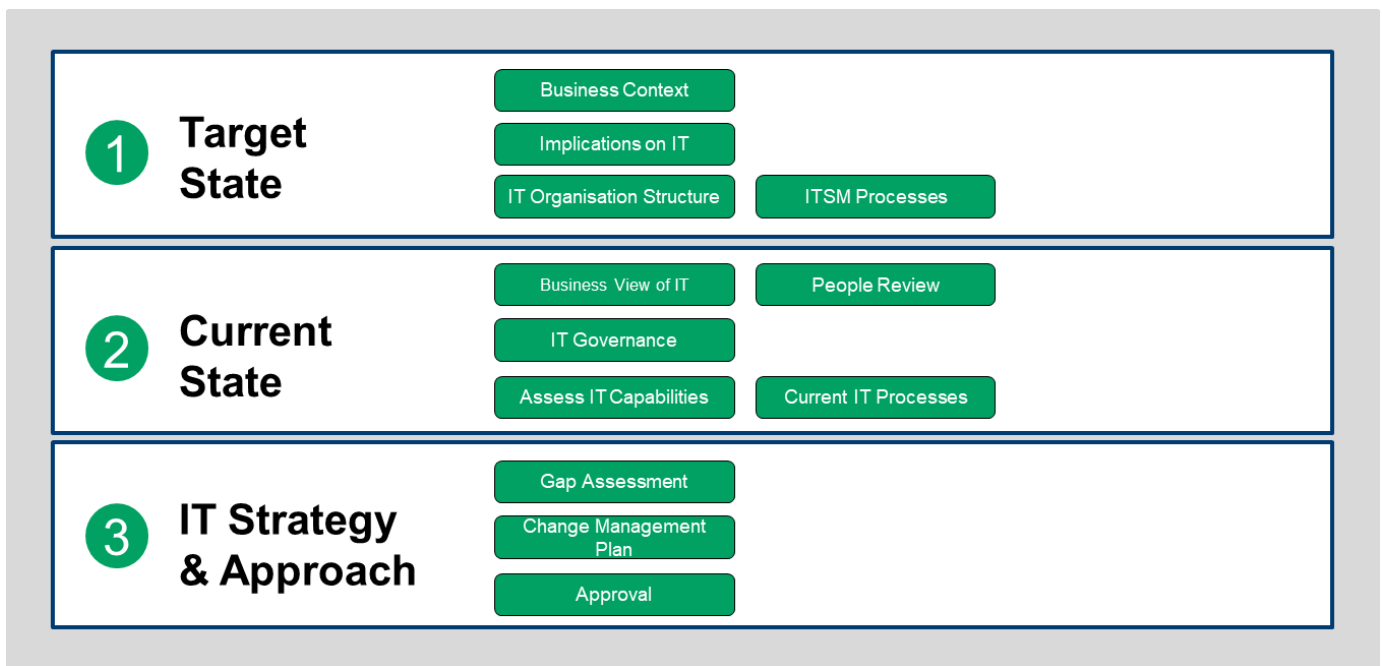 1
Target
State
Business Context
Implications on IT
IT Organisation Structure
ITSM Processes
2
Current
State
Business View of IT
People Review
IT Governance
Assess IT Capabilities
Current IT Processes
3
IT Strategy
& Approach
Gap Assessment
Change Management
Plan
Approval